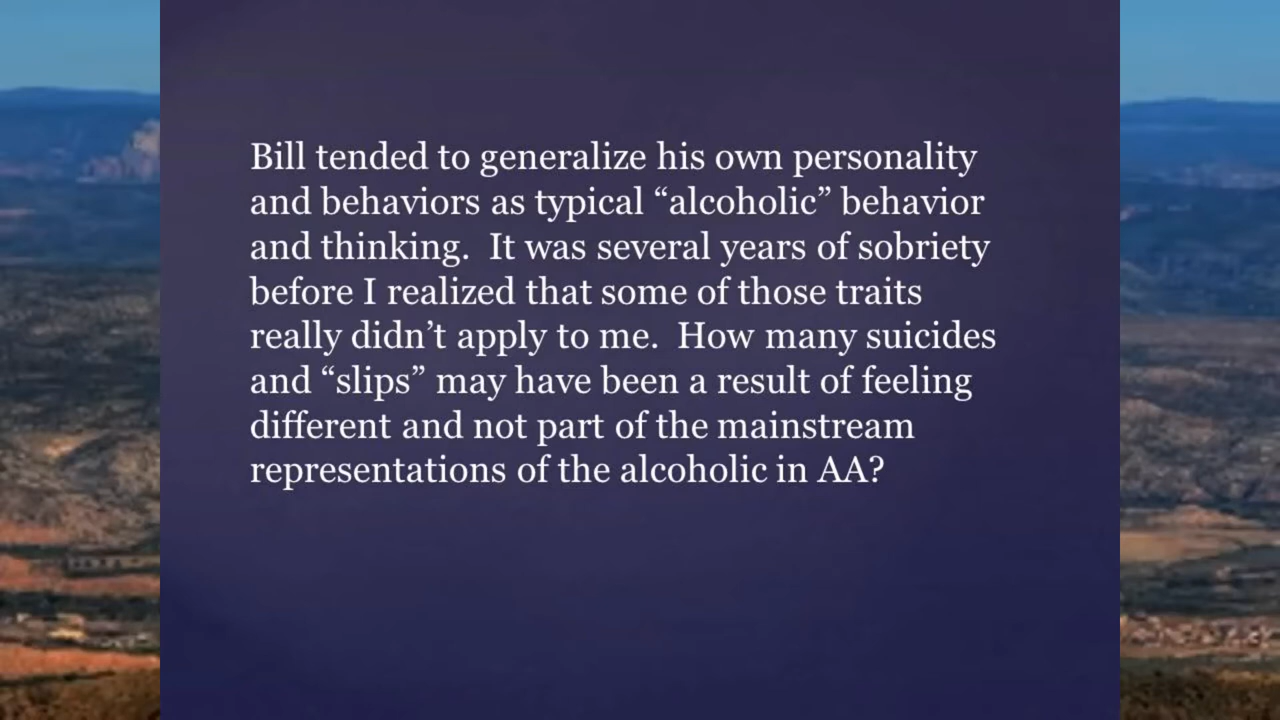 Bill tended to generalize his own personality
and behaviors as typical “alcoholic” behavior
and thinking.  It was several years of sobriety
before I realized that some of those traits
really didn’t apply to me.  How many suicides
and “slips” may have been a result of feeling
different and not part of the mainstream
representations of the alcoholic in AA?